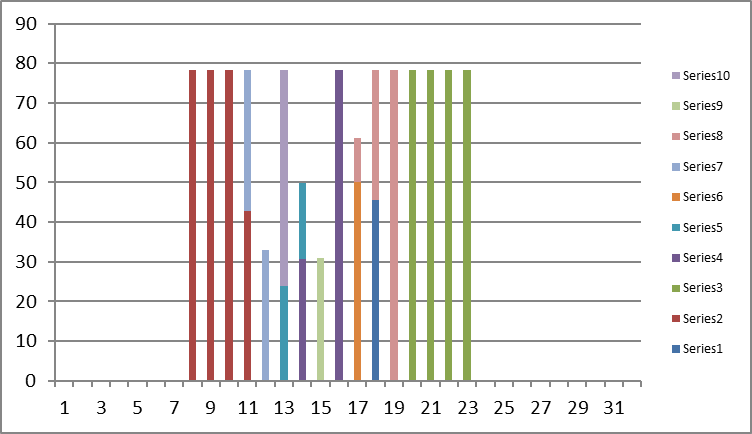 90
80
70
60
50
40
30
20
10
0
1 3 5 7 9 11 13 15 17 19 21 23 25 27 29 31
Series10
Series9
Series8
Series7
Series6
Series5
Series4
Series3
Series2
Series1